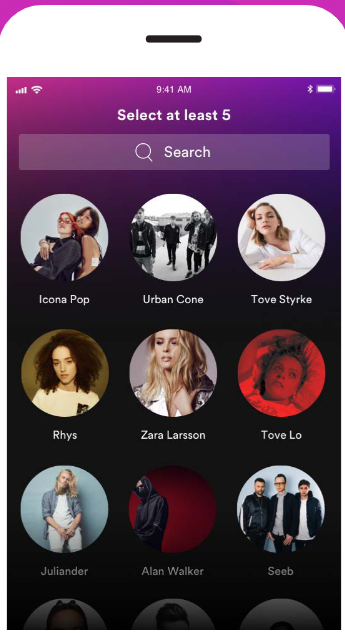 9:41 AM
Select at least 5
Search
Icona Pop
Urban Cone
Tove Styrke
Rhys
Zara Larsson
Tove Lo
Juliander
Alan Walker
Seeb